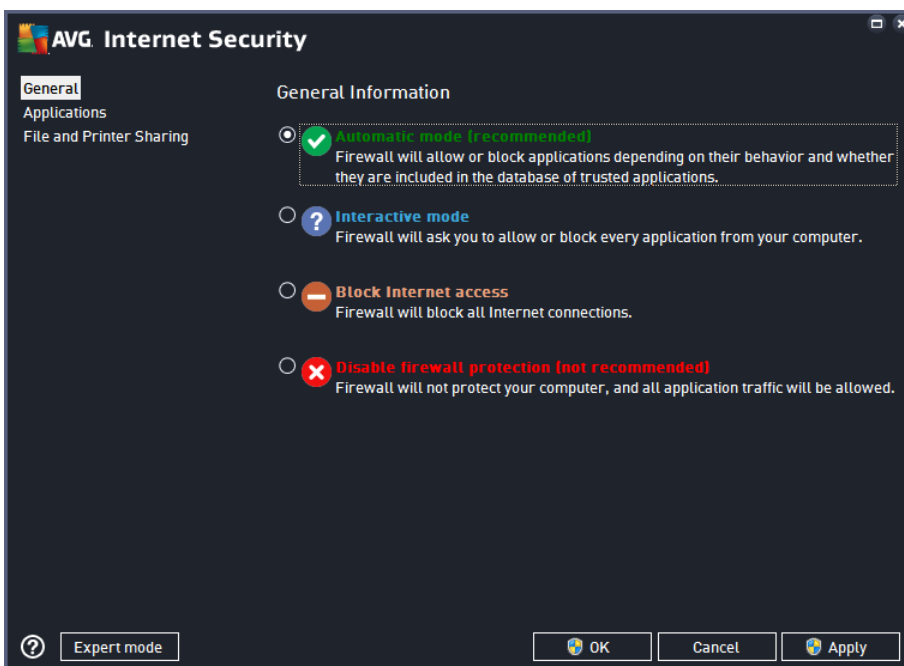 AVG. Internet Security
General
Applications
File and Printer Sharing
General Information
Automatic mode (recommended)
Firewall will allow or block applications depending on their behavior and whether
they are included in the database of trusted applications.
Interactive mode
Firewall will ask you to allow or block every application from your computer.
Block Internet access
Firewall will block all Internet connections.
Disable firewall protection (not recommended)
Firewall will not protect your computer, and all application traffic will be allowed.
Expert mode
OK
Cancel
Apply